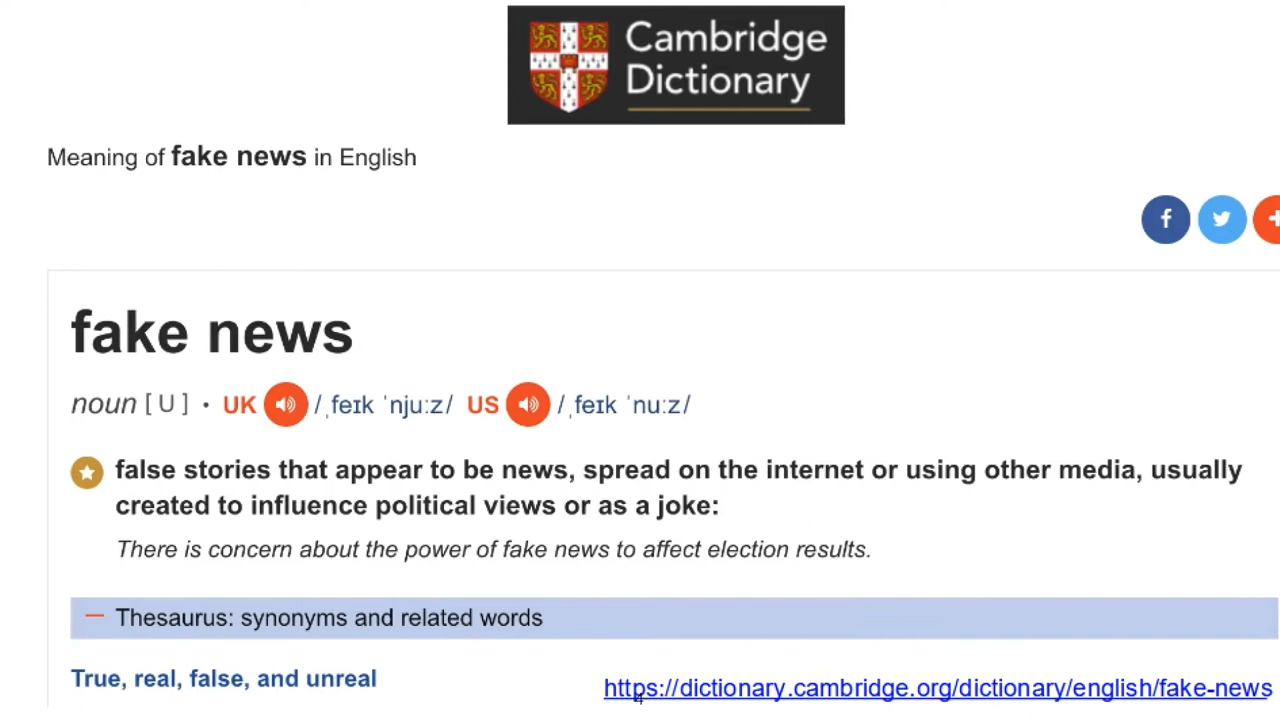 Cambridge
Dictionary
Meaning of fake news in English
fake news
noun [ U ] • UK /ˌfeɪk ˈnjuːz/ US /ˌfeɪk ˈnuːz/
false stories that appear to be news, spread on the internet or using other media, usually
created to influence political views or as a joke:
There is concern about the power of fake news to affect election results.
Thesaurus: synonyms and related words
True, real, false, and unreal
https://dictionary.cambridge.org/dictionary/english/fake-news
4